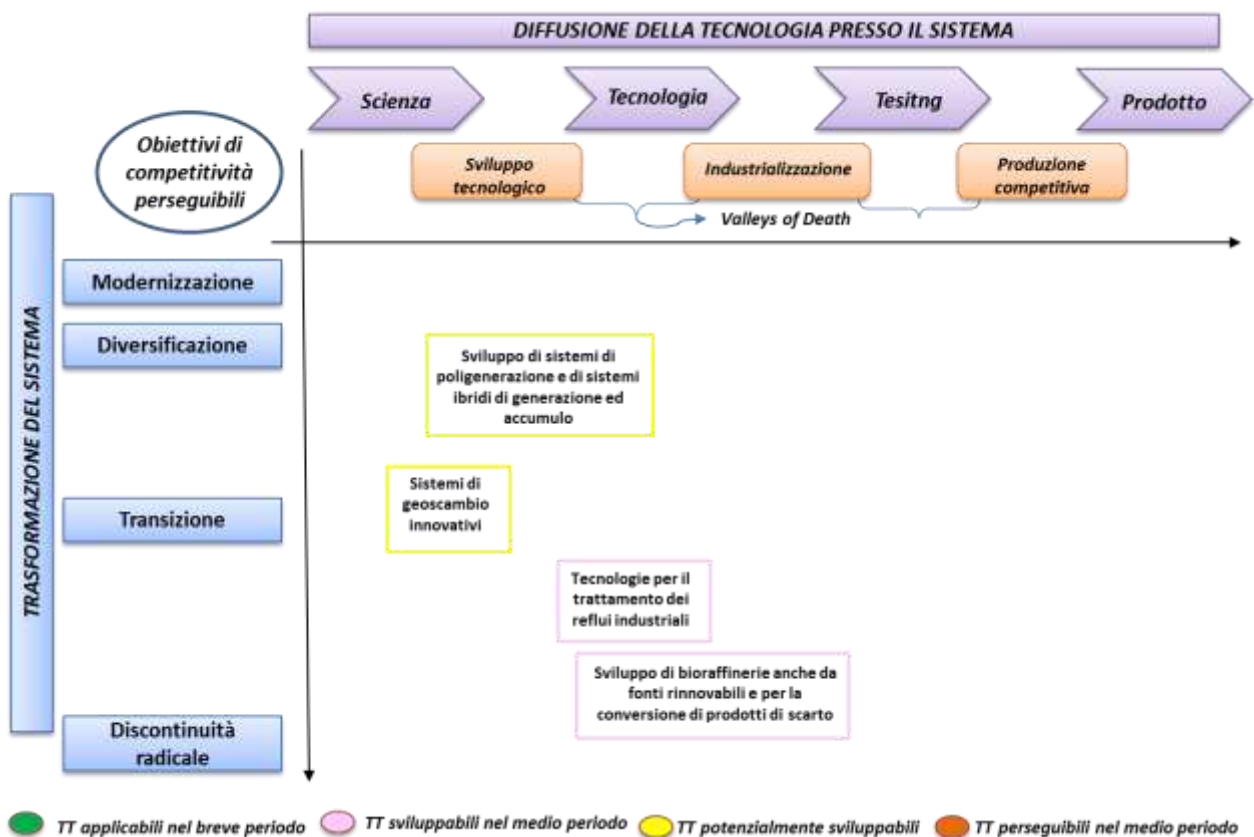 DIFFUSIONE DELLA TECNOLOGIA PRESSO IL SISTEMA
Scienza
Tecnologia
Tesitng
Prodotto
Obiettivi di
competitività
perseguibili
Sviluppo
tecnologico
Industrializzazione
Produzione
competitiva
Valleys of Death
TRASFORMAZIONE DEL SISTEMA
Modernizzazione
Diversificazione
Sviluppo di sistemi di
poligenerazione e di sistemi
ibridi di generazione ed
accumulo
Sistemi di
geoscambio
innovativi
Transizione
Tecnologie per il
trattamento dei
reflui industriali
Sviluppo di bioraffinerie anche da
fonti rinnovabili e per la
conversione di prodotti di scarto
Discontinuità
radicale
TT applicabili nel breve periodo
TT sviluppabili nel medio periodo
TT potenzialmente sviluppabili
TT perseguibili nel medio periodo